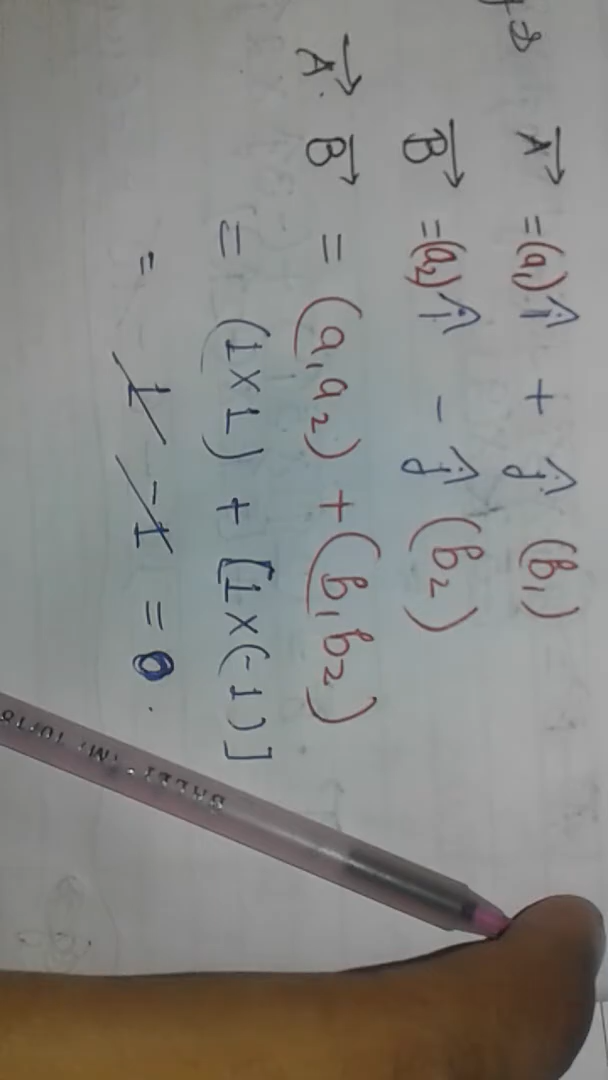 A⃗ = (a₁) î + ĵ (b₁)
B⃗ = (a₂) î - ĵ (b₂)
A⃗. B⃗ = (a₁a₂) + (b₁b₂)
= (1×1) + [1×(-1)]
= 1 - 1 = 0.